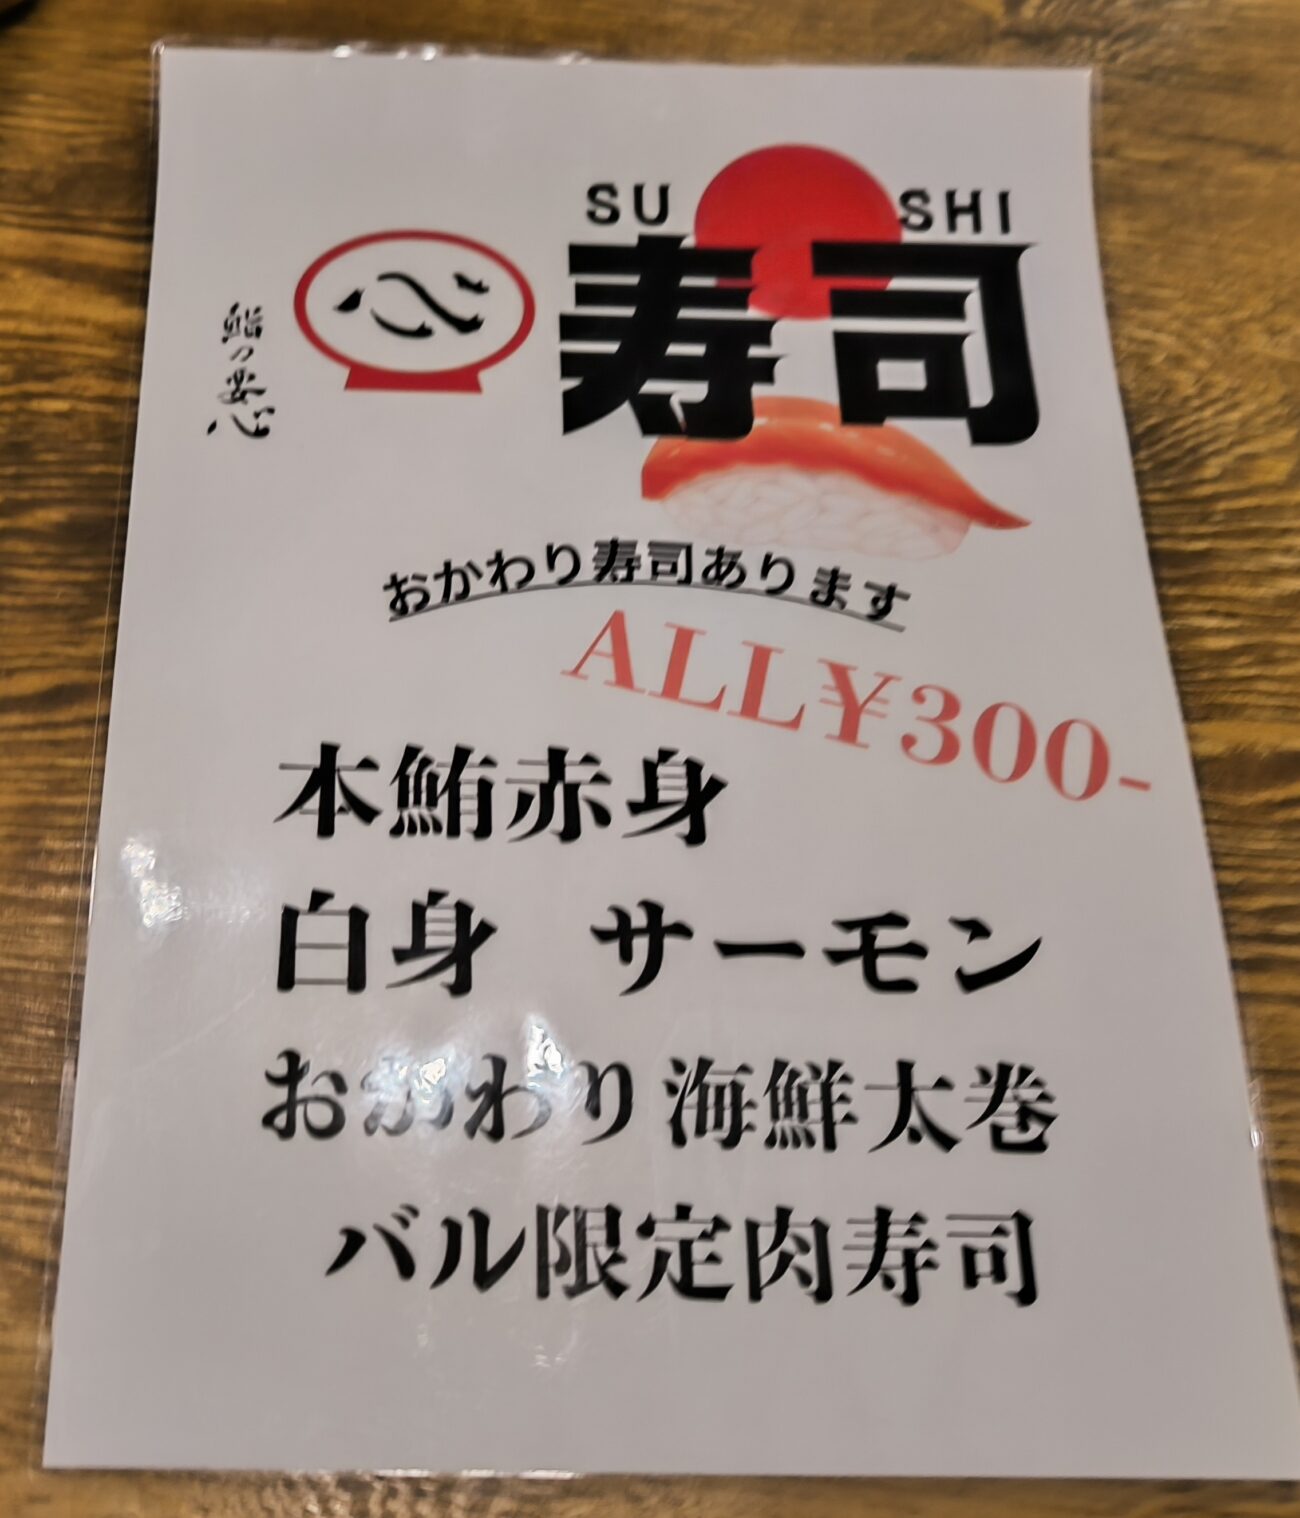 SU SHI
寿司
心
おかわり寿司あります
ALL¥300-
本鮪赤身
白身 サーモン
おかわり海鮮太巻
バル限定肉寿司